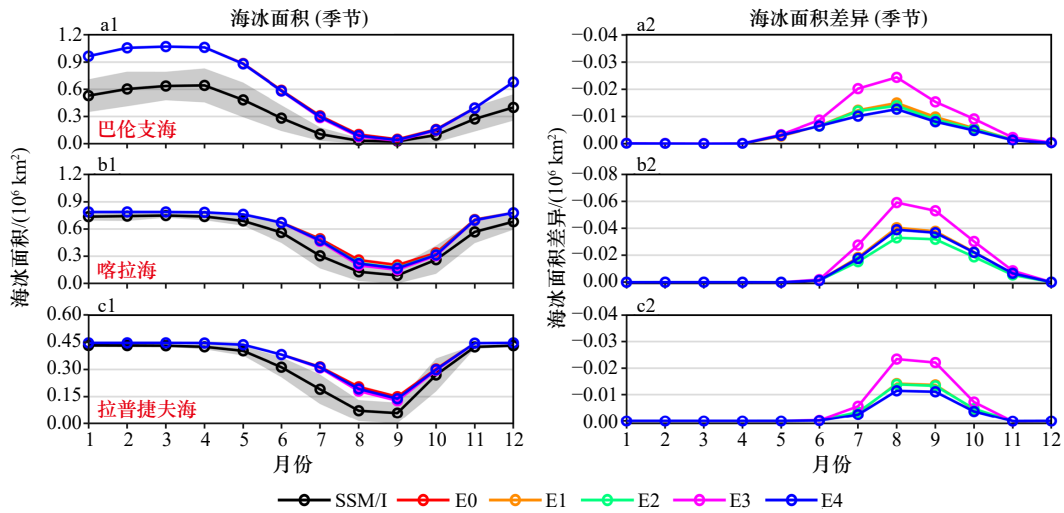 海冰面积 (季节)
海冰面积差异 (季节)
海冰面积/(10⁶ km²)
海冰面积差异/(10⁶ km²)
a1
1.2
0.9
0.6
0.3
0.0
巴伦支海
a2
−0.04
−0.03
−0.02
−0.01
0.00
b1
1.2
0.9
0.6
0.3
0.0
喀拉海
b2
−0.08
−0.06
−0.04
−0.02
0.00
c1
0.60
0.45
0.30
0.15
0.00
拉普捷夫海
1 2 3 4 5 6 7 8 9 10 11 12
月份
c2
−0.04
−0.03
−0.02
−0.01
0.00
1 2 3 4 5 6 7 8 9 10 11 12
月份
SSM/I E0 E1 E2 E3 E4